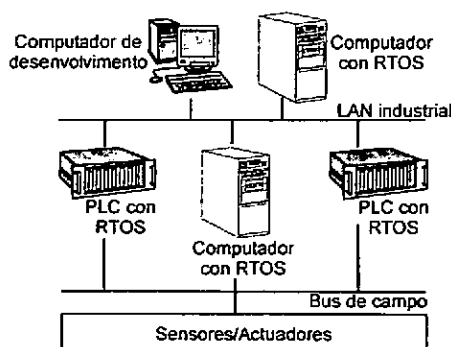 Computador de
desenvolvimento
Computador
con RTOS
LAN industrial
PLC con
RTOS
Computador
con RTOS
PLC con
RTOS
Bus de campo
Sensores/Actuadores